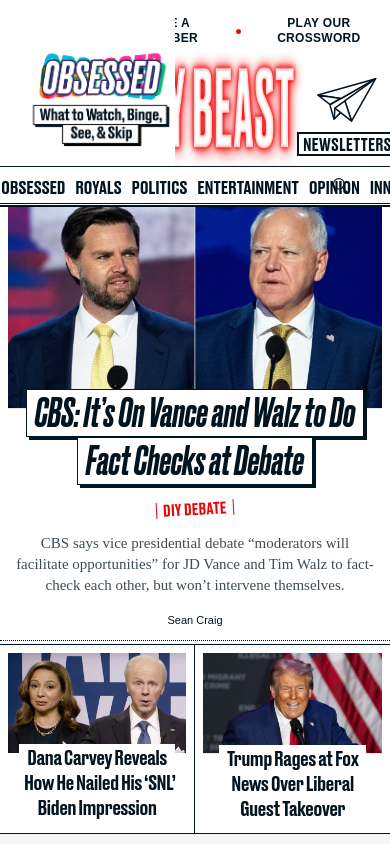 E A
PLAY OUR
BER
CROSSWORD
OBSESSED
What to Watch, Binge,
See, & Skip
Y BEAST
NEWSLETTERS
OBSESSED ROYALS POLITICS ENTERTAINMENT OPINION INN
CBS: It’s On Vance and Walz to Do
Fact Checks at Debate
DIY DEBATE
CBS says vice presidential debate “moderators will
facilitate opportunities” for JD Vance and Tim Walz to fact-
check each other, but won’t intervene themselves.
Sean Craig
Dana Carvey Reveals
How He Nailed His ‘SNL’
Biden Impression
Trump Rages at Fox
News Over Liberal
Guest Takeover